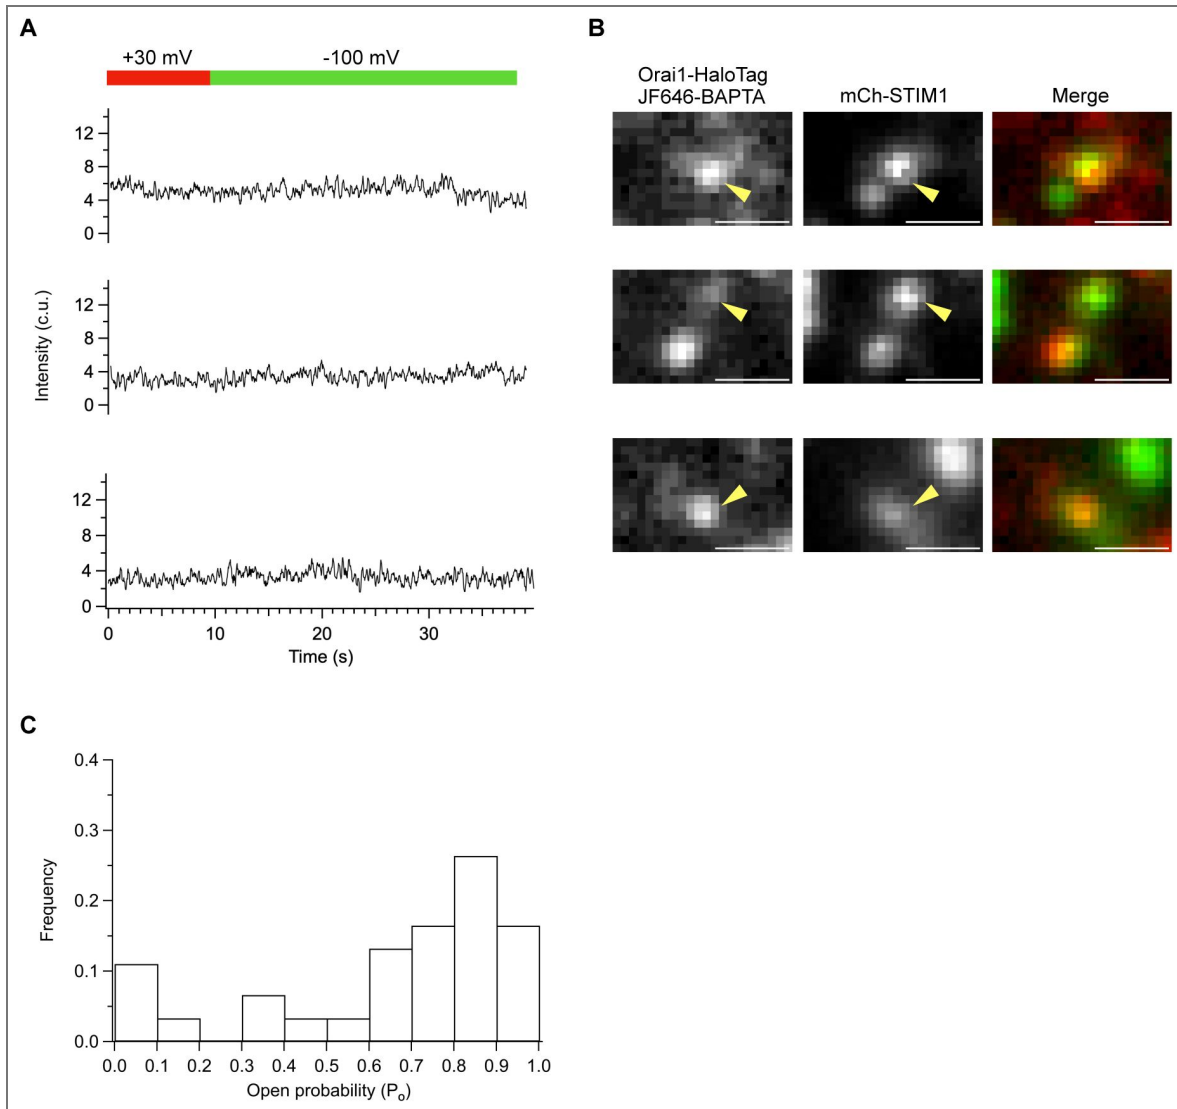 A
+30 mV
-100 mV
12
8
4
0
12
8
4
0
12
8
4
0
Intensity (c.u.)
0
10
20
30
Time (s)
B
Orai1-HaloTag
JF646-BAPTA
mCh-STIM1
Merge
C
0.4
0.3
0.2
0.1
0.0
Frequency
0.0 0.1 0.2 0.3 0.4 0.5 0.6 0.7 0.8 0.9 1.0
Open probability (Po)